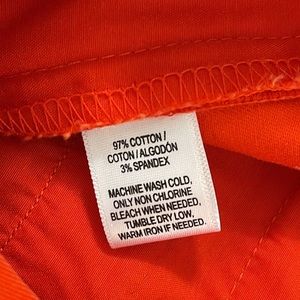 97% COTTON /
COTON / ALGODÓN
3% SPANDEX
MACHINE WASH COLD,
ONLY NON CHLORINE
BLEACH WHEN NEEDED,
TUMBLE DRY LOW,
WARM IRON IF NEEDED.